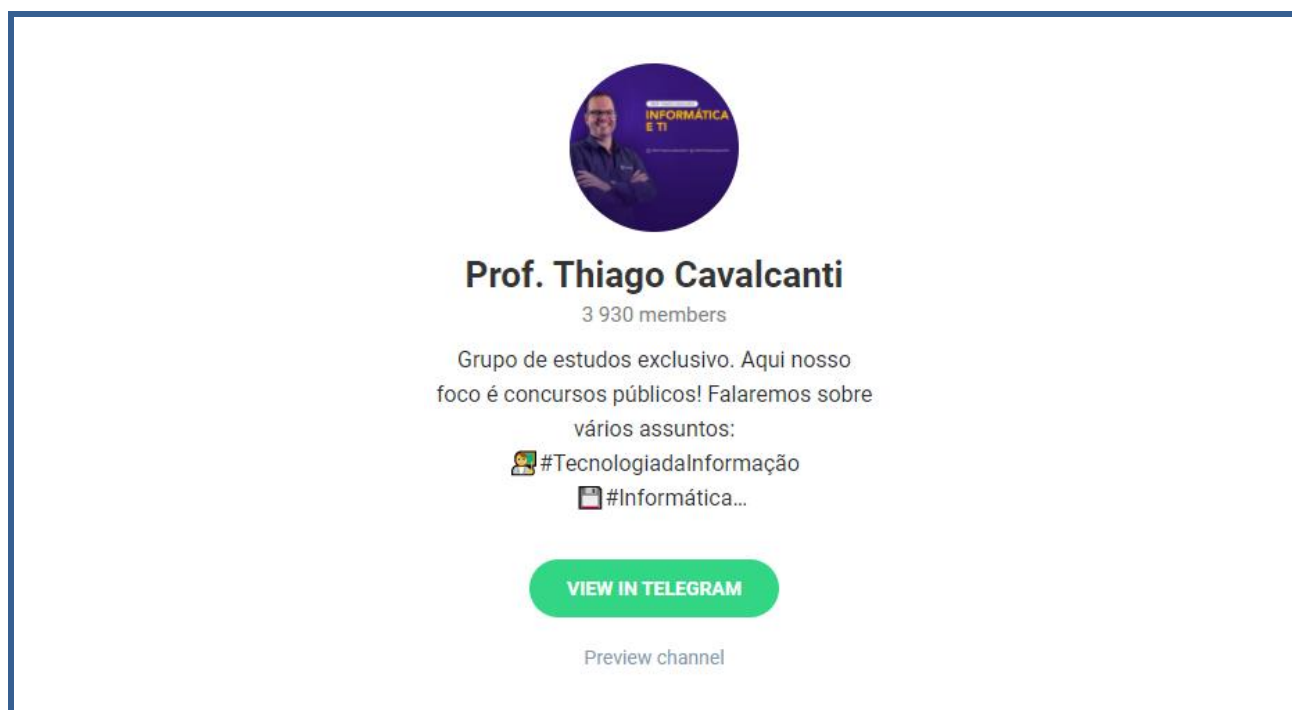 INFORMÁTICA
E TI
Prof. Thiago Cavalcanti
3 930 members
Grupo de estudos exclusivo. Aqui nosso
foco é concursos públicos! Falaremos sobre
vários assuntos:
#TecnologiadaInformação
#Informática...
VIEW IN TELEGRAM
Preview channel